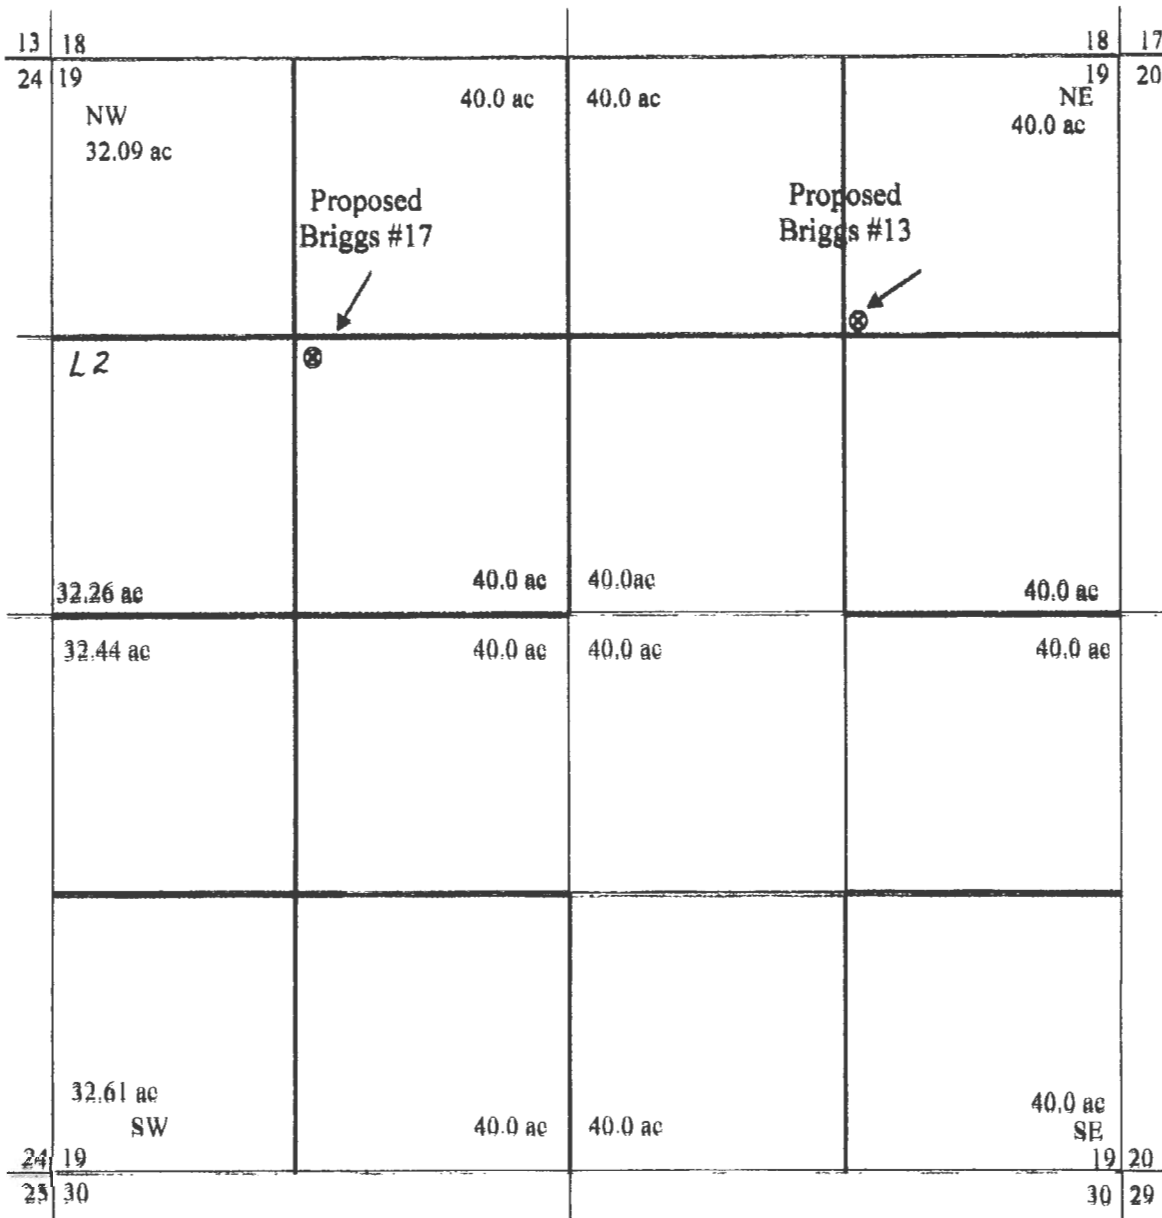 13 18
18 17
24 19
19 20
NW
32.09 ac
40.0 ac
40.0 ac
NE
40.0 ac
Proposed
Briggs #17
Proposed
Briggs #13
L2
32.26 ac
40.0 ac
40.0ac
40.0 ac
32.44 ac
40.0 ac
40.0 ac
40.0 ac
32.61 ac
SW
40.0 ac
40.0 ac
40.0 ac
SE
24 19
19 20
25 30
30 29